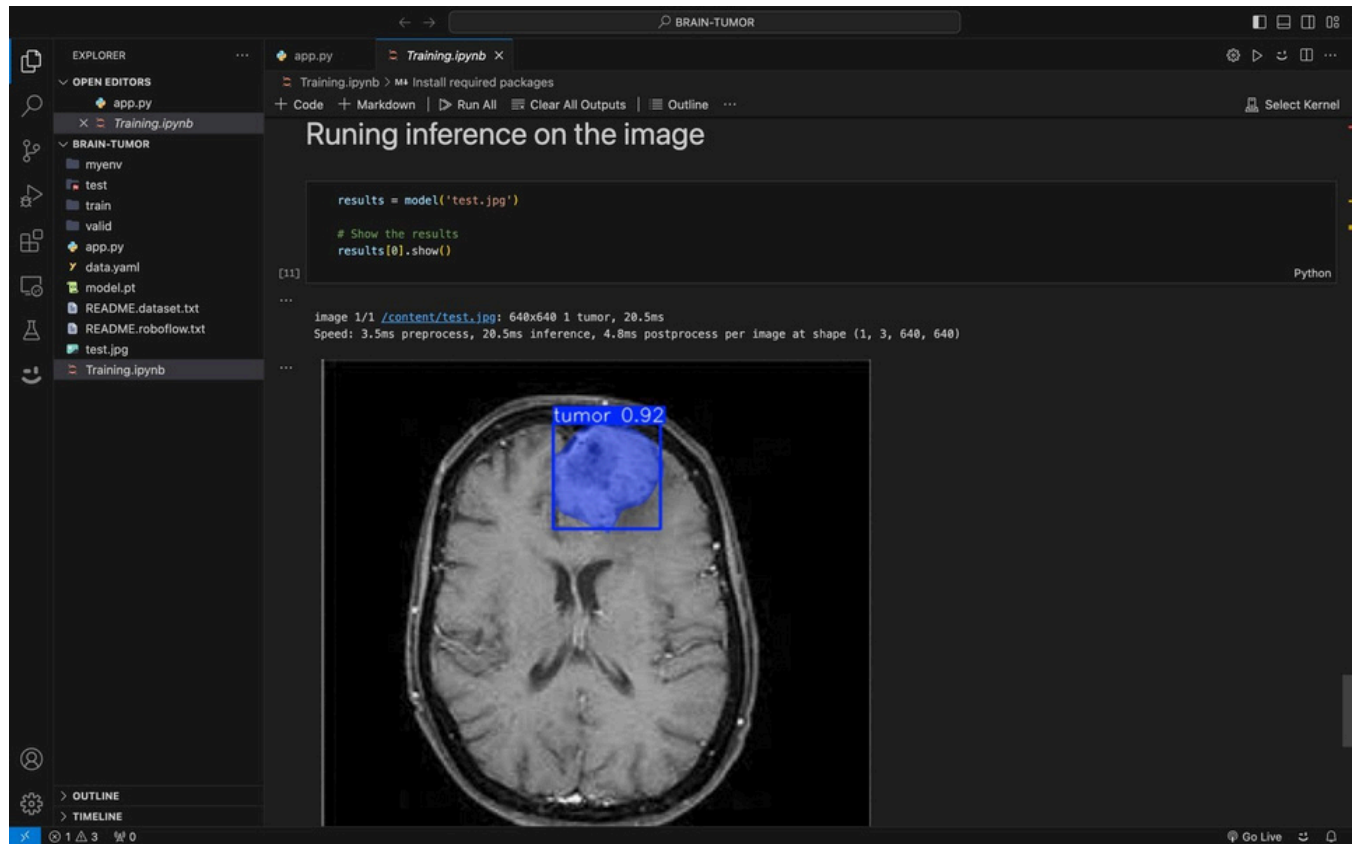 BRAIN-TUMOR
EXPLORER
OPEN EDITORS
app.py
Training.ipynb
BRAIN-TUMOR
myenv
test
train
valid
app.py
data.yaml
model.pt
README.dataset.txt
README.roboflow.txt
test.jpg
Training.ipynb
OUTLINE
TIMELINE
app.py Training.ipynb
Training.ipynb > M↓ Install required packages
+ Code + Markdown | Run All Clear All Outputs | Outline ... Select Kernel
Runing inference on the image
results = model('test.jpg')
# Show the results
results[0].show()
[11] Python
image 1/1 /content/test.jpg: 640x640 1 tumor, 20.5ms
Speed: 3.5ms preprocess, 20.5ms inference, 4.8ms postprocess per image at shape (1, 3, 640, 640)
tumor 0.92
1 3 0 Go Live